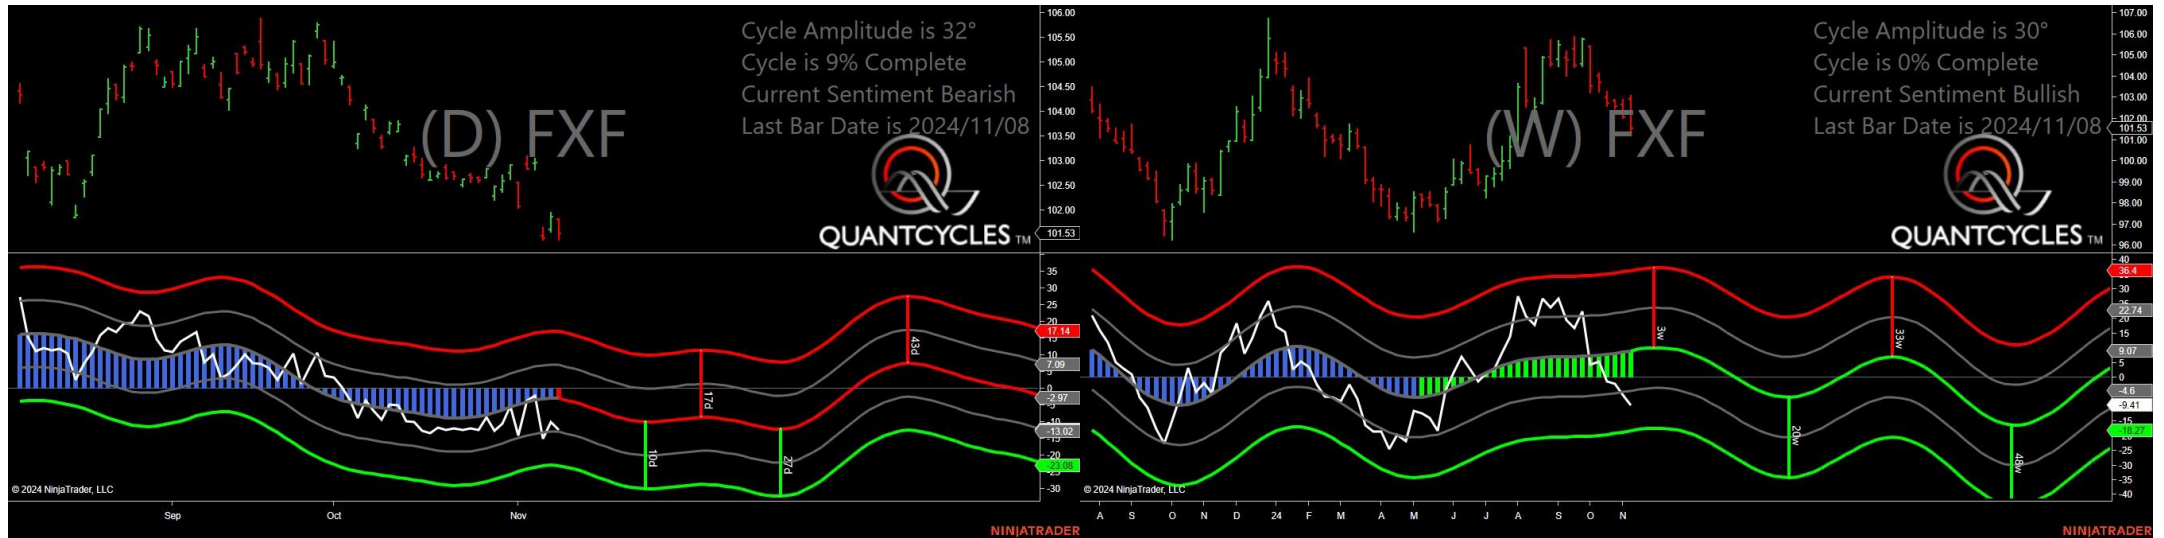 Cycle Amplitude is 32°
Cycle is 9% Complete
Current Sentiment Bearish
Last Bar Date is 2024/11/08
(D) FXF
QUANTCYCLES TM
106.00
105.50
105.00
104.50
104.00
103.50
103.00
102.50
102.00
101.53
35
30
25
20
17.14
10
7.09
0
-2.97
-5
-13.02
-15
-20
-23.08
-30
10d
17d
27d
43d
© 2024 NinjaTrader, LLC
Sep Oct Nov
NINJATRADER
Cycle Amplitude is 30°
Cycle is 0% Complete
Current Sentiment Bullish
Last Bar Date is 2024/11/08
(W) FXF
QUANTCYCLES TM
107.00
106.00
105.00
104.00
103.00
102.00
101.53
101.00
100.00
99.00
98.00
97.00
96.00
40
36.4
30
22.74
20
15
9.07
5
0
-4.6
-9.41
-18.27
-25
-30
-35
-40
3w
20w
33w
48w
© 2024 NinjaTrader, LLC
A S O N D 24 F M A M J J A S O N
NINJATRADER